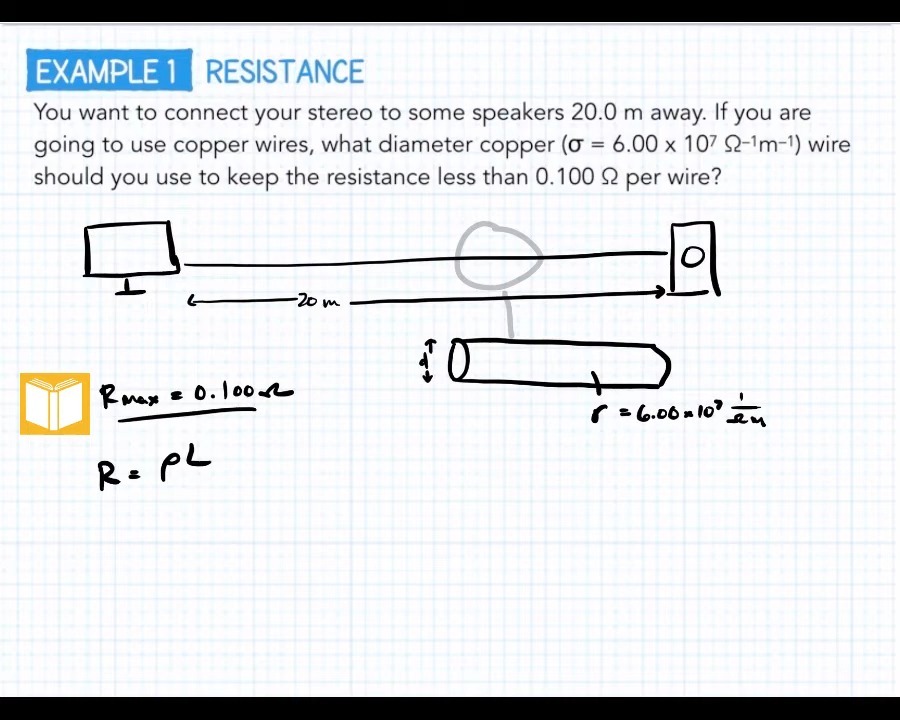 EXAMPLE 1 RESISTANCE
You want to connect your stereo to some speakers 20.0 m away. If you are
going to use copper wires, what diameter copper (σ = 6.00 x 10⁷ Ω⁻¹m⁻¹) wire
should you use to keep the resistance less than 0.100 Ω per wire?
20 m
d
R max = 0.100 Ω
σ = 6.00 x 10⁷ 1/Ωm
R = ρL